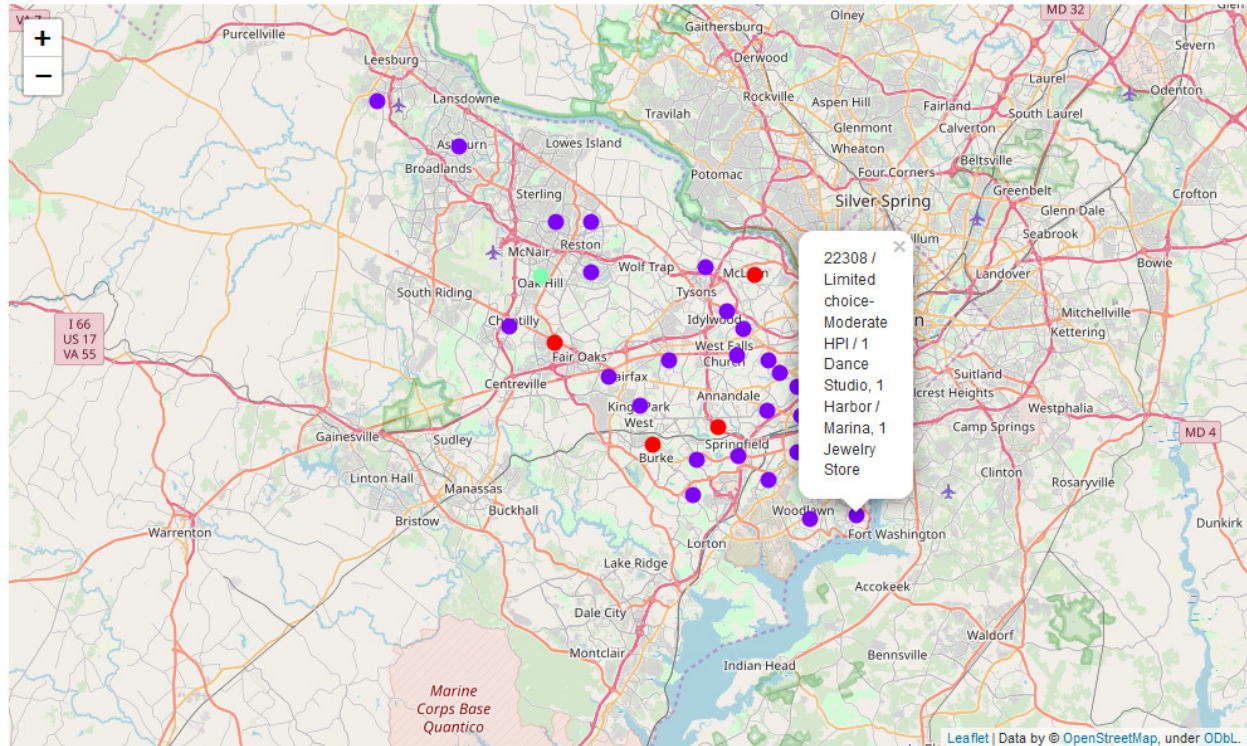 VA 7
+
−
Purcellville
Leesburg
Lansdowne
Ashburn
Broadlands
Lowes Island
Sterling
McNair
Reston
Oak Hill
South Riding
Wolf Trap
Tysons
McLean
Idylwood
West Falls
Church
Chantilly
Fair Oaks
Centreville
Fairfax
Kings Park
West
Annandale
Springfield
Burke
Gainesville
Sudley
Linton Hall
Manassas
Bristow
Buckhall
Warrenton
Lorton
Woodlawn
Lake Ridge
Dale City
Montclair
Marine
Corps Base
Quantico
I 66
US 17
VA 55
Gaithersburg
Olney
MD 32
Derwood
Rockville
Aspen Hill
Travilah
Glenmont
Wheaton
Fairland
Calverton
Laurel
South Laurel
Severn
Odenton
Potomac
Four Corners
Beltsville
Silver Spring
Greenbelt
Crofton
Glenn Dale
Seabrook
Bowie
Landover
Mitchellville
Kettering
Suitland
Westphalia
Camp Springs
MD 4
Clinton
Rosaryville
Dunkirk
Fort Washington
Accokeek
Waldorf
Bennsville
Indian Head
×
22308 /
Limited
choice-
Moderate
HPI / 1
Dance
Studio, 1
Harbor /
Marina, 1
Jewelry
Store
Leaflet | Data by © OpenStreetMap, under ODbL.